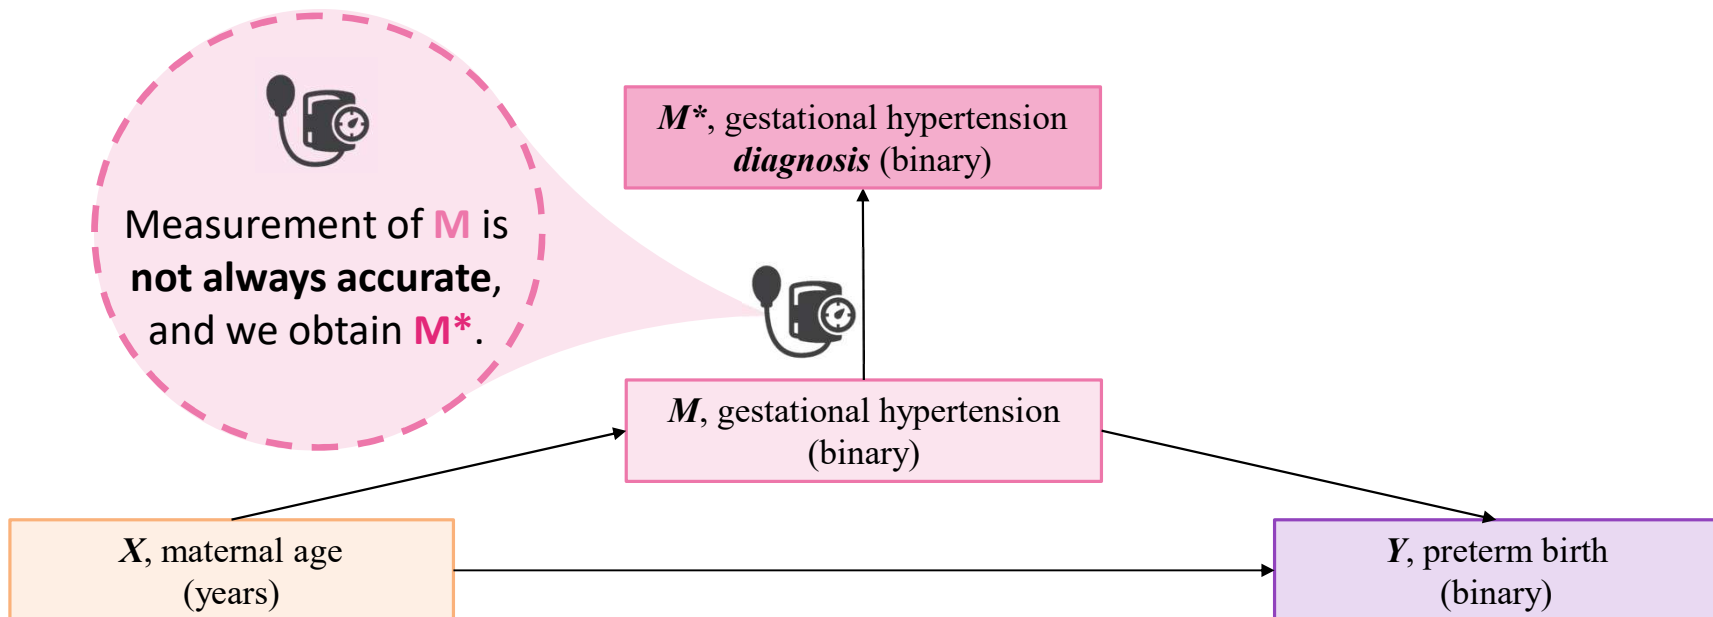 Measurement of M is
not always accurate,
and we obtain M*.
M*, gestational hypertension
diagnosis (binary)
M, gestational hypertension
(binary)
X, maternal age
(years)
Y, preterm birth
(binary)